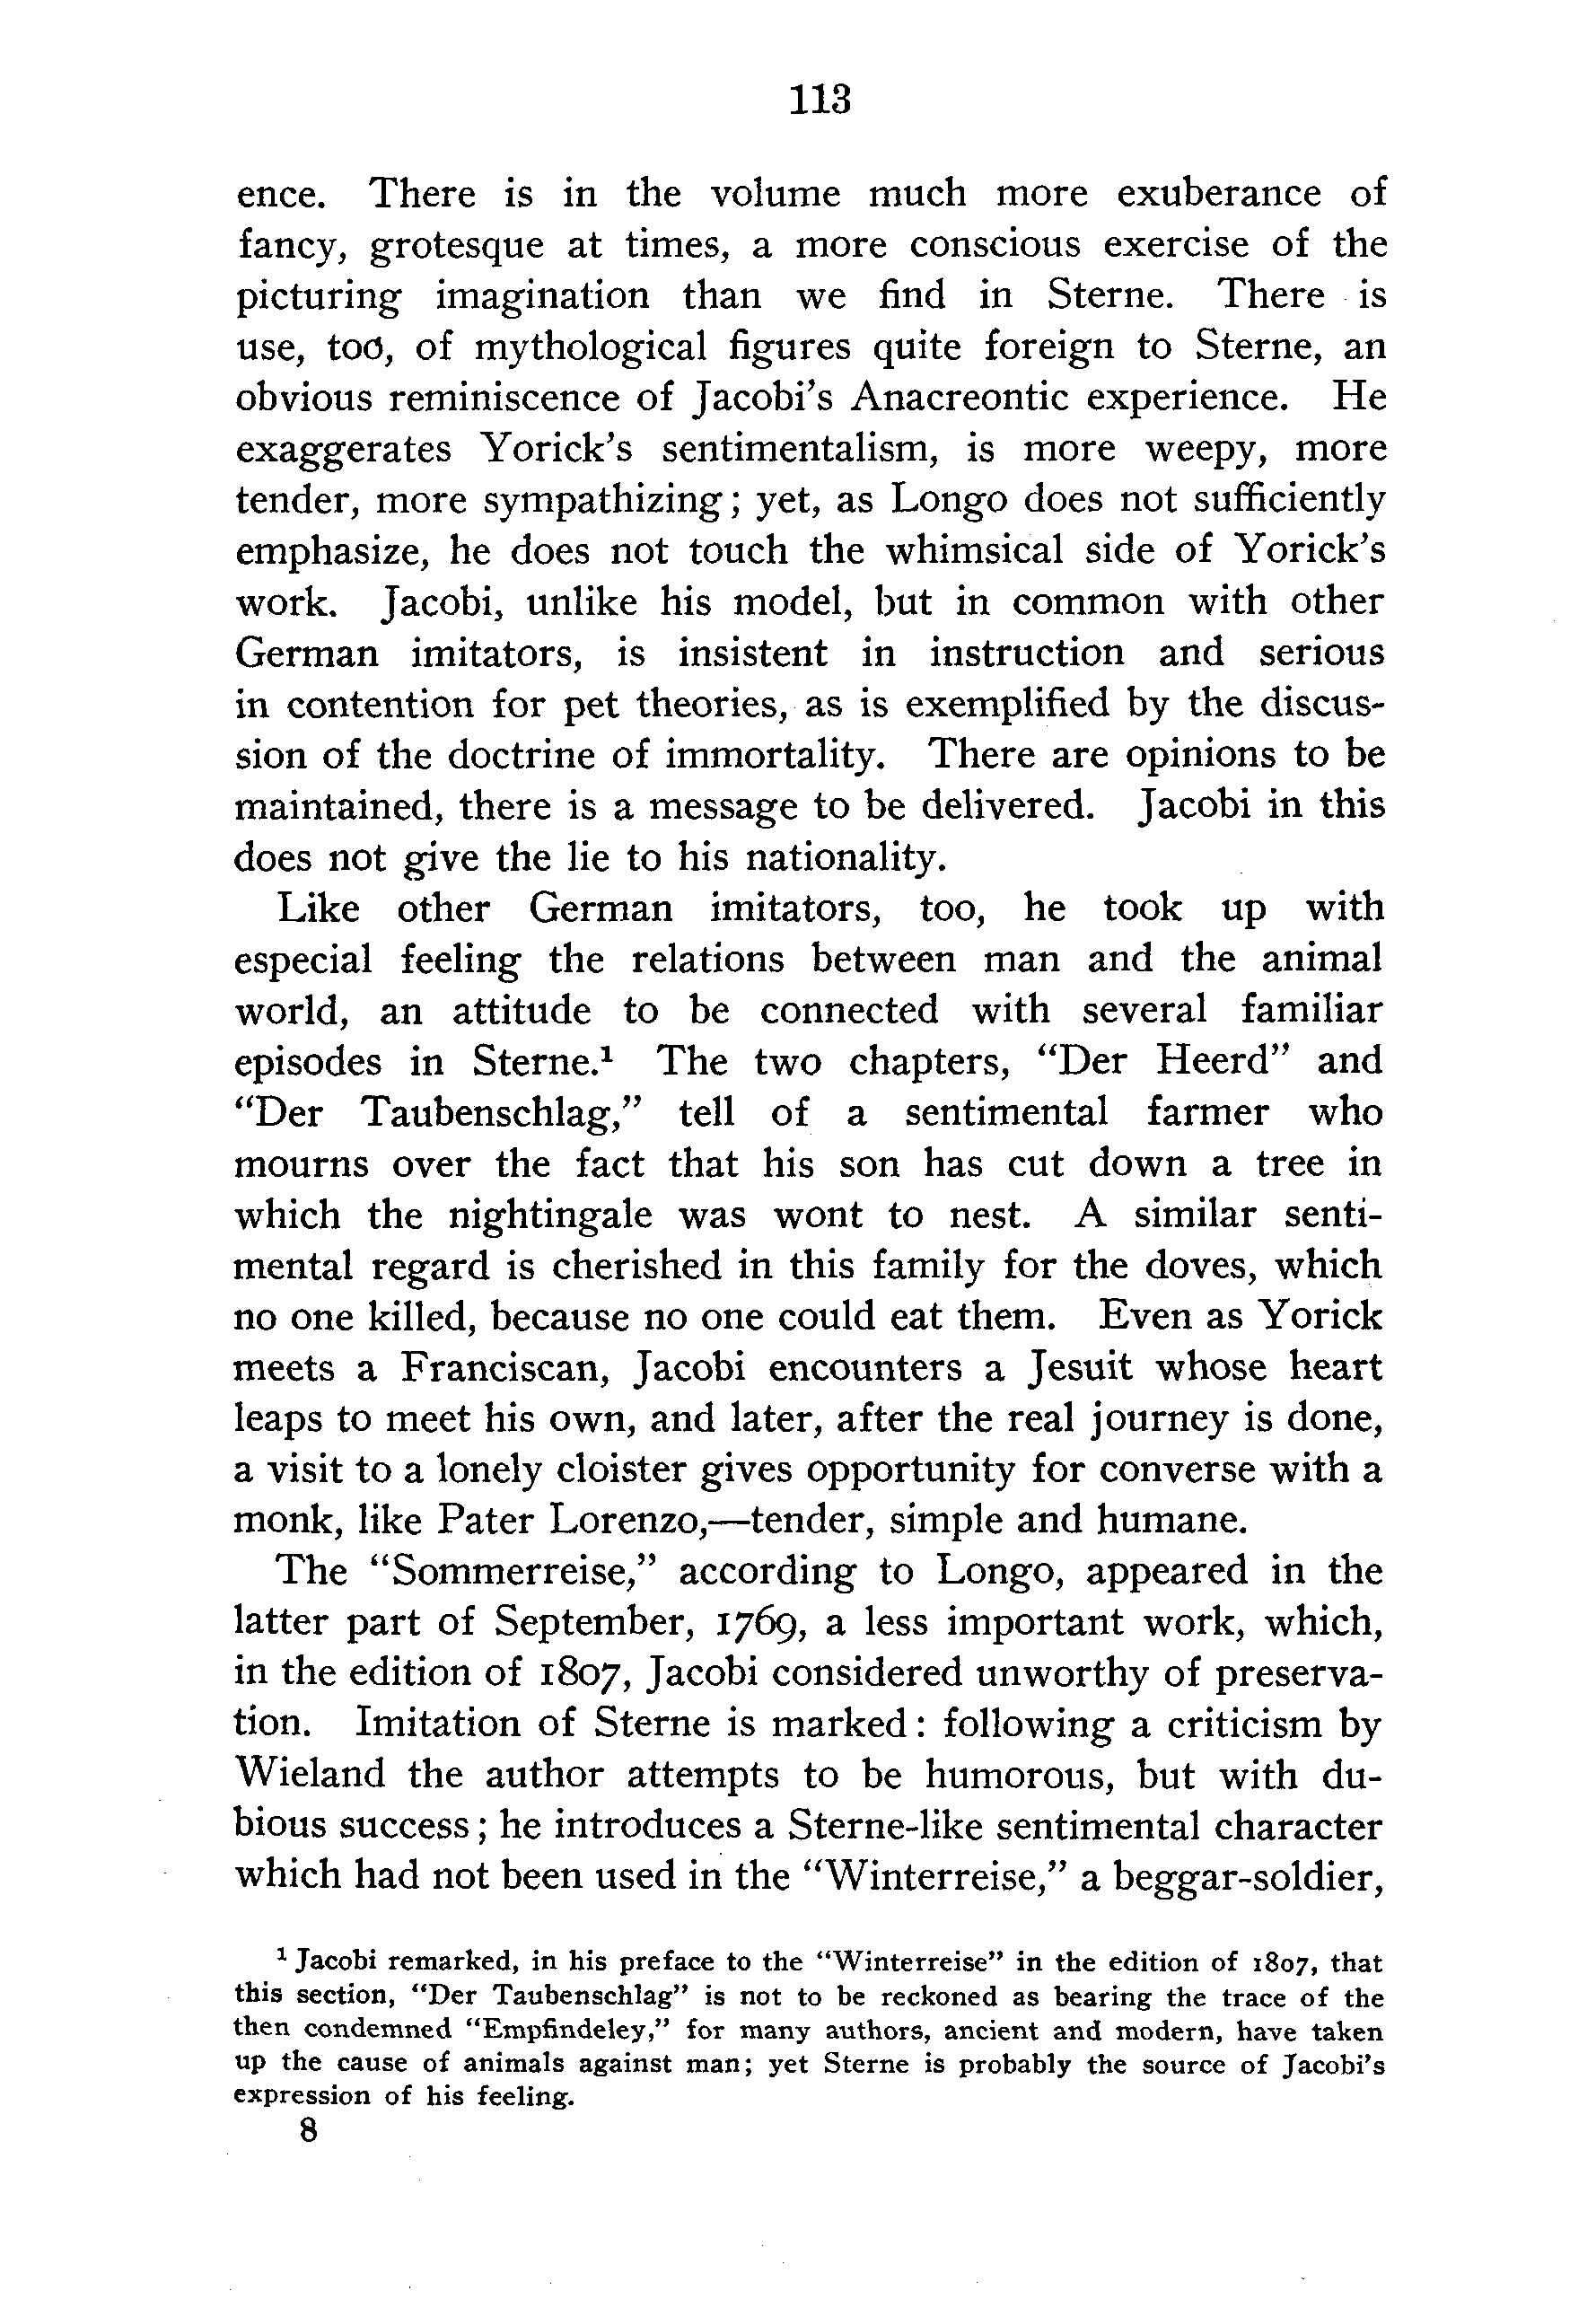 113
ence. There is in the volume much more exuberance of
fancy, grotesque at times, a more conscious exercise of the
picturing imagination than we find in Sterne. There is
use, too, of mythological figures quite foreign to Sterne, an
obvious reminiscence of Jacobi’s Anacreontic experience. He
exaggerates Yorick’s sentimentalism, is more weepy, more
tender, more sympathizing; yet, as Longo does not sufficiently
emphasize, he does not touch the whimsical side of Yorick’s
work. Jacobi, unlike his model, but in common with other
German imitators, is insistent in instruction and serious
in contention for pet theories, as is exemplified by the discus-
sion of the doctrine of immortality. There are opinions to be
maintained, there is a message to be delivered. Jacobi in this
does not give the lie to his nationality.
Like other German imitators, too, he took up with
especial feeling the relations between man and the animal
world, an attitude to be connected with several familiar
episodes in Sterne.¹ The two chapters, “Der Heerd” and
“Der Taubenschlag,” tell of a sentimental farmer who
mourns over the fact that his son has cut down a tree in
which the nightingale was wont to nest. A similar senti-
mental regard is cherished in this family for the doves, which
no one killed, because no one could eat them. Even as Yorick
meets a Franciscan, Jacobi encounters a Jesuit whose heart
leaps to meet his own, and later, after the real journey is done,
a visit to a lonely cloister gives opportunity for converse with a
monk, like Pater Lorenzo,—tender, simple and humane.
The “Sommerreise,” according to Longo, appeared in the
latter part of September, 1769, a less important work, which,
in the edition of 1807, Jacobi considered unworthy of preserva-
tion. Imitation of Sterne is marked: following a criticism by
Wieland the author attempts to be humorous, but with du-
bious success; he introduces a Sterne-like sentimental character
which had not been used in the “Winterreise,” a beggar-soldier,
¹ Jacobi remarked, in his preface to the “Winterreise” in the edition of 1807, that
this section, “Der Taubenschlag” is not to be reckoned as bearing the trace of the
then condemned “Empfindeley,” for many authors, ancient and modern, have taken
up the cause of animals against man; yet Sterne is probably the source of Jacobi’s
expression of his feeling.
8